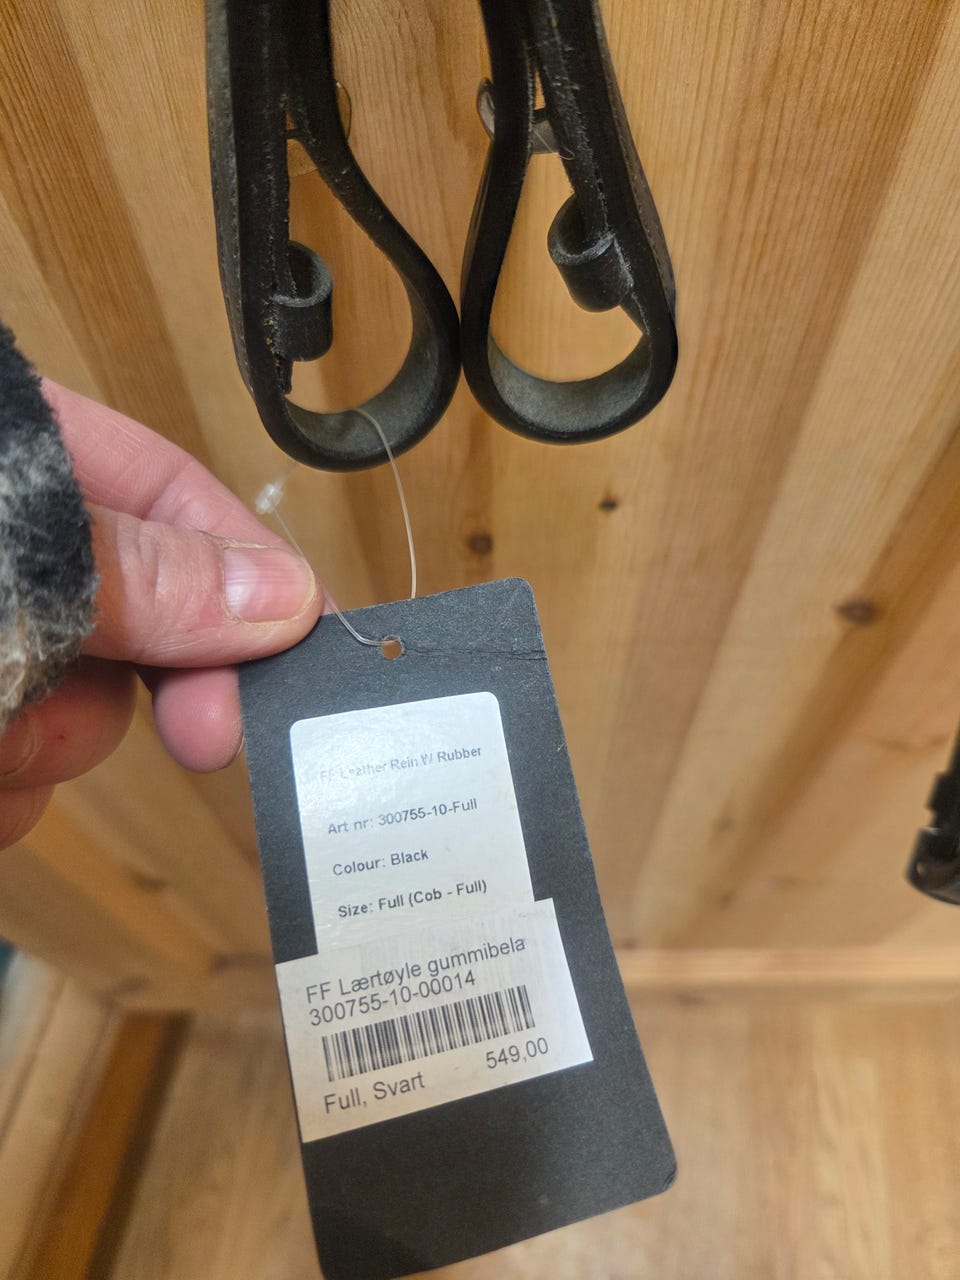 FF Leather Rein W Rubber
Art nr: 300755-10-Full
Colour: Black
Size: Full (Cob - Full)
FF Lærtøyle gummibela
300755-10-00014
549,00
Full, Svart